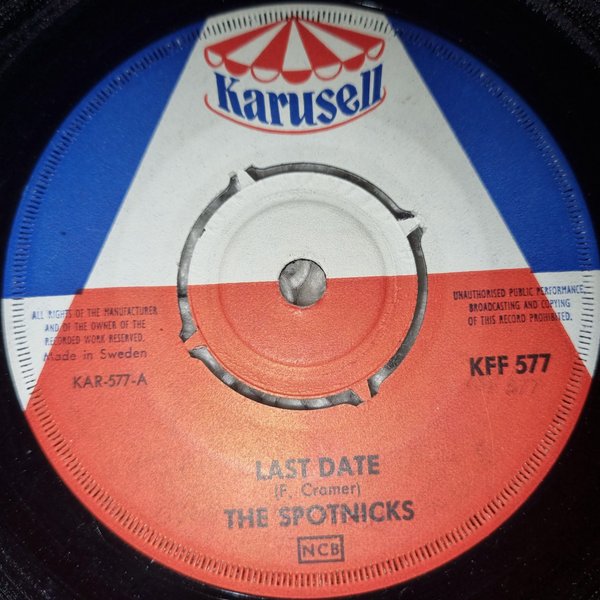 Karusell
ALL RIGHTS OF THE MANUFACTURER
AND OF THE OWNER OF THE
RECORDED WORK RESERVED.
Made in Sweden
KAR-577-A
UNAUTHORISED PUBLIC PERFORMANCE
BROADCASTING AND COPYING
OF THIS RECORD PROHIBITED.
KFF 577
LAST DATE
(F. Cramer)
THE SPOTNICKS
NCB